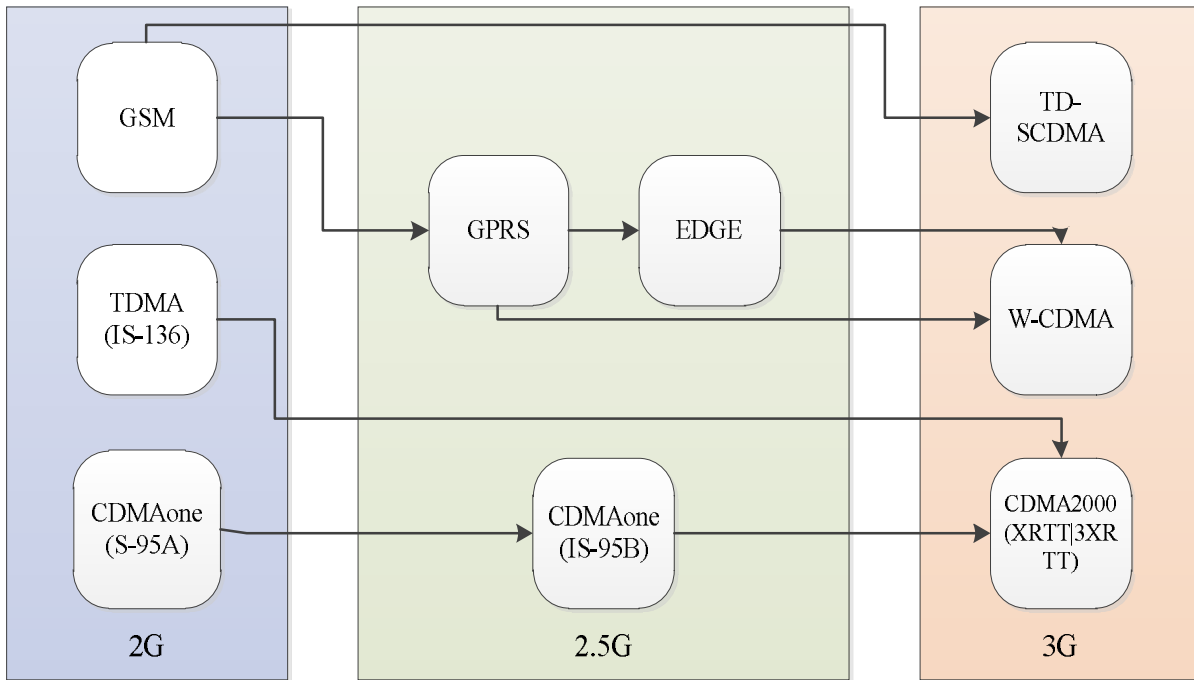 GSM
TDMA
(IS-136)
CDMAone
(S-95A)
2G
GPRS
EDGE
CDMAone
(IS-95B)
2.5G
TD-
SCDMA
W-CDMA
CDMA2000
(XRTT|3XR
TT)
3G